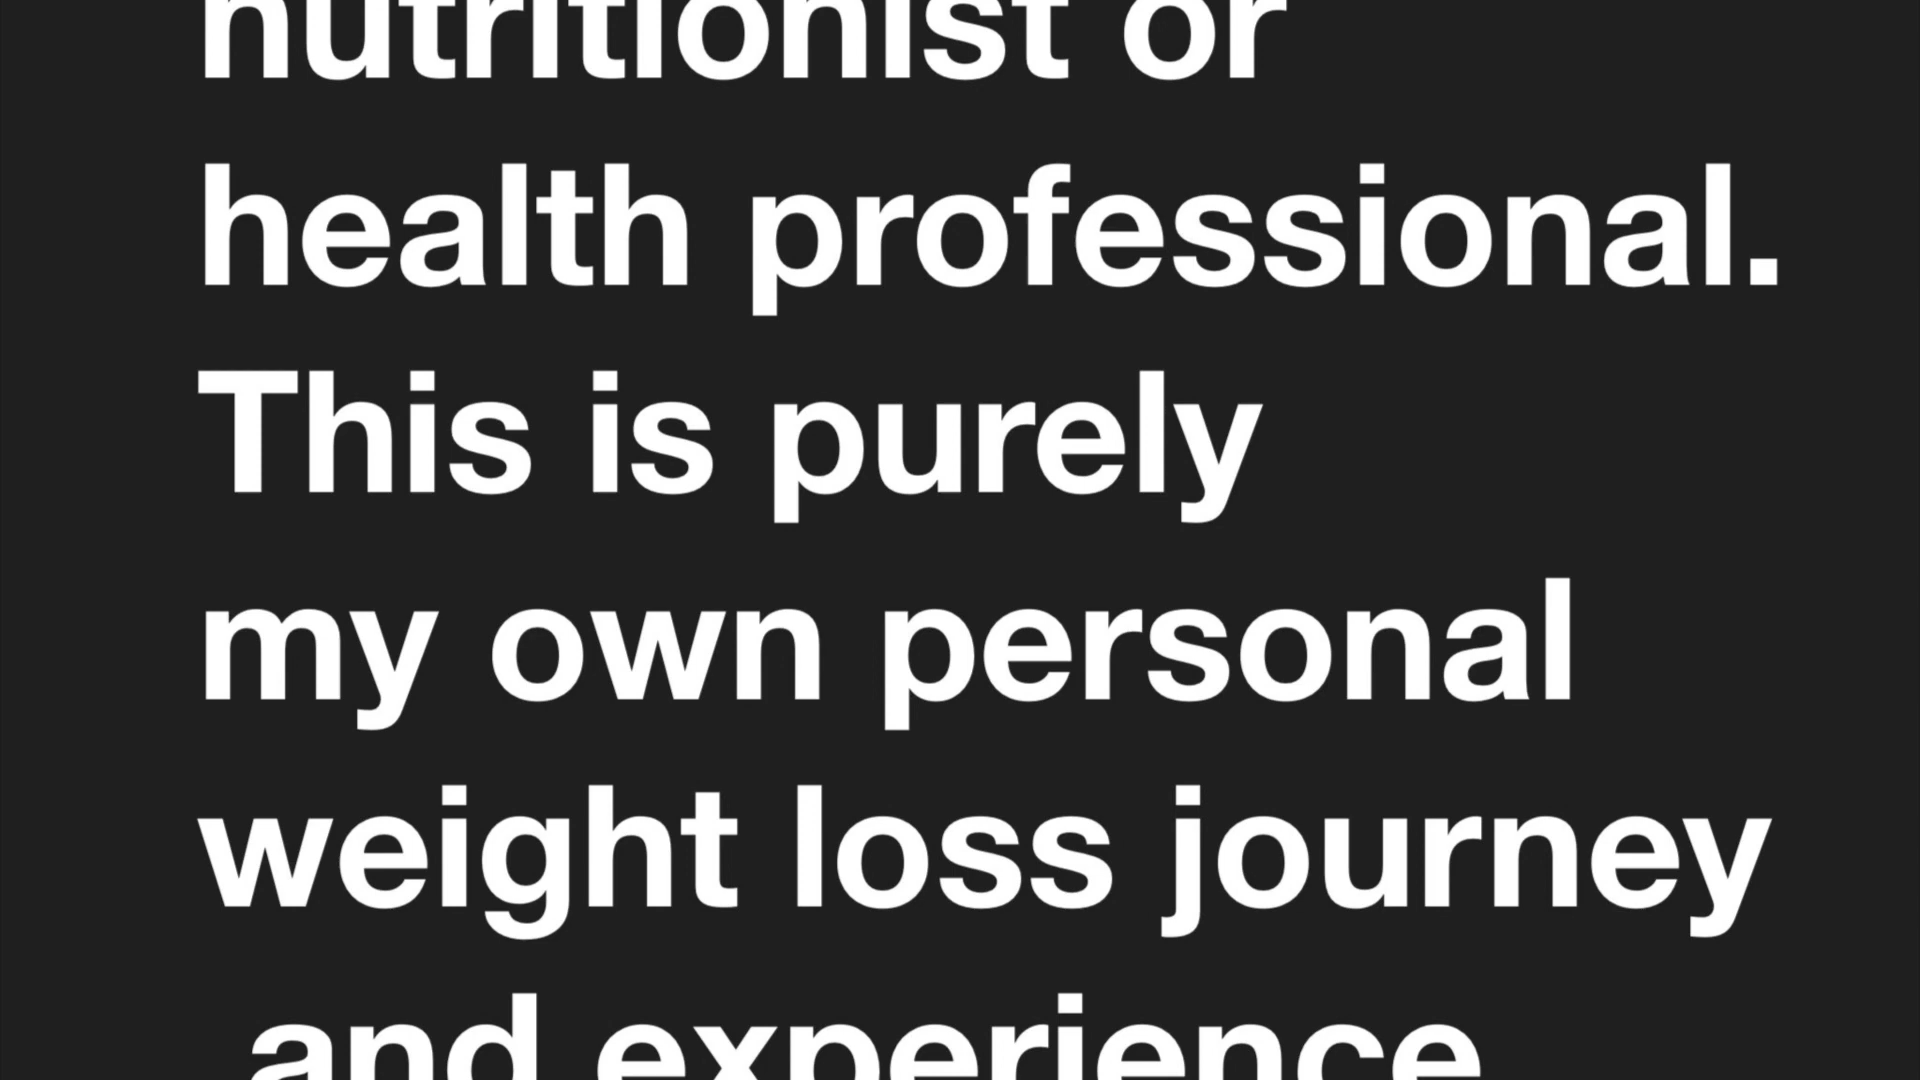 nutritionist or
health professional.
This is purely
my own personal
weight loss journey
and experience